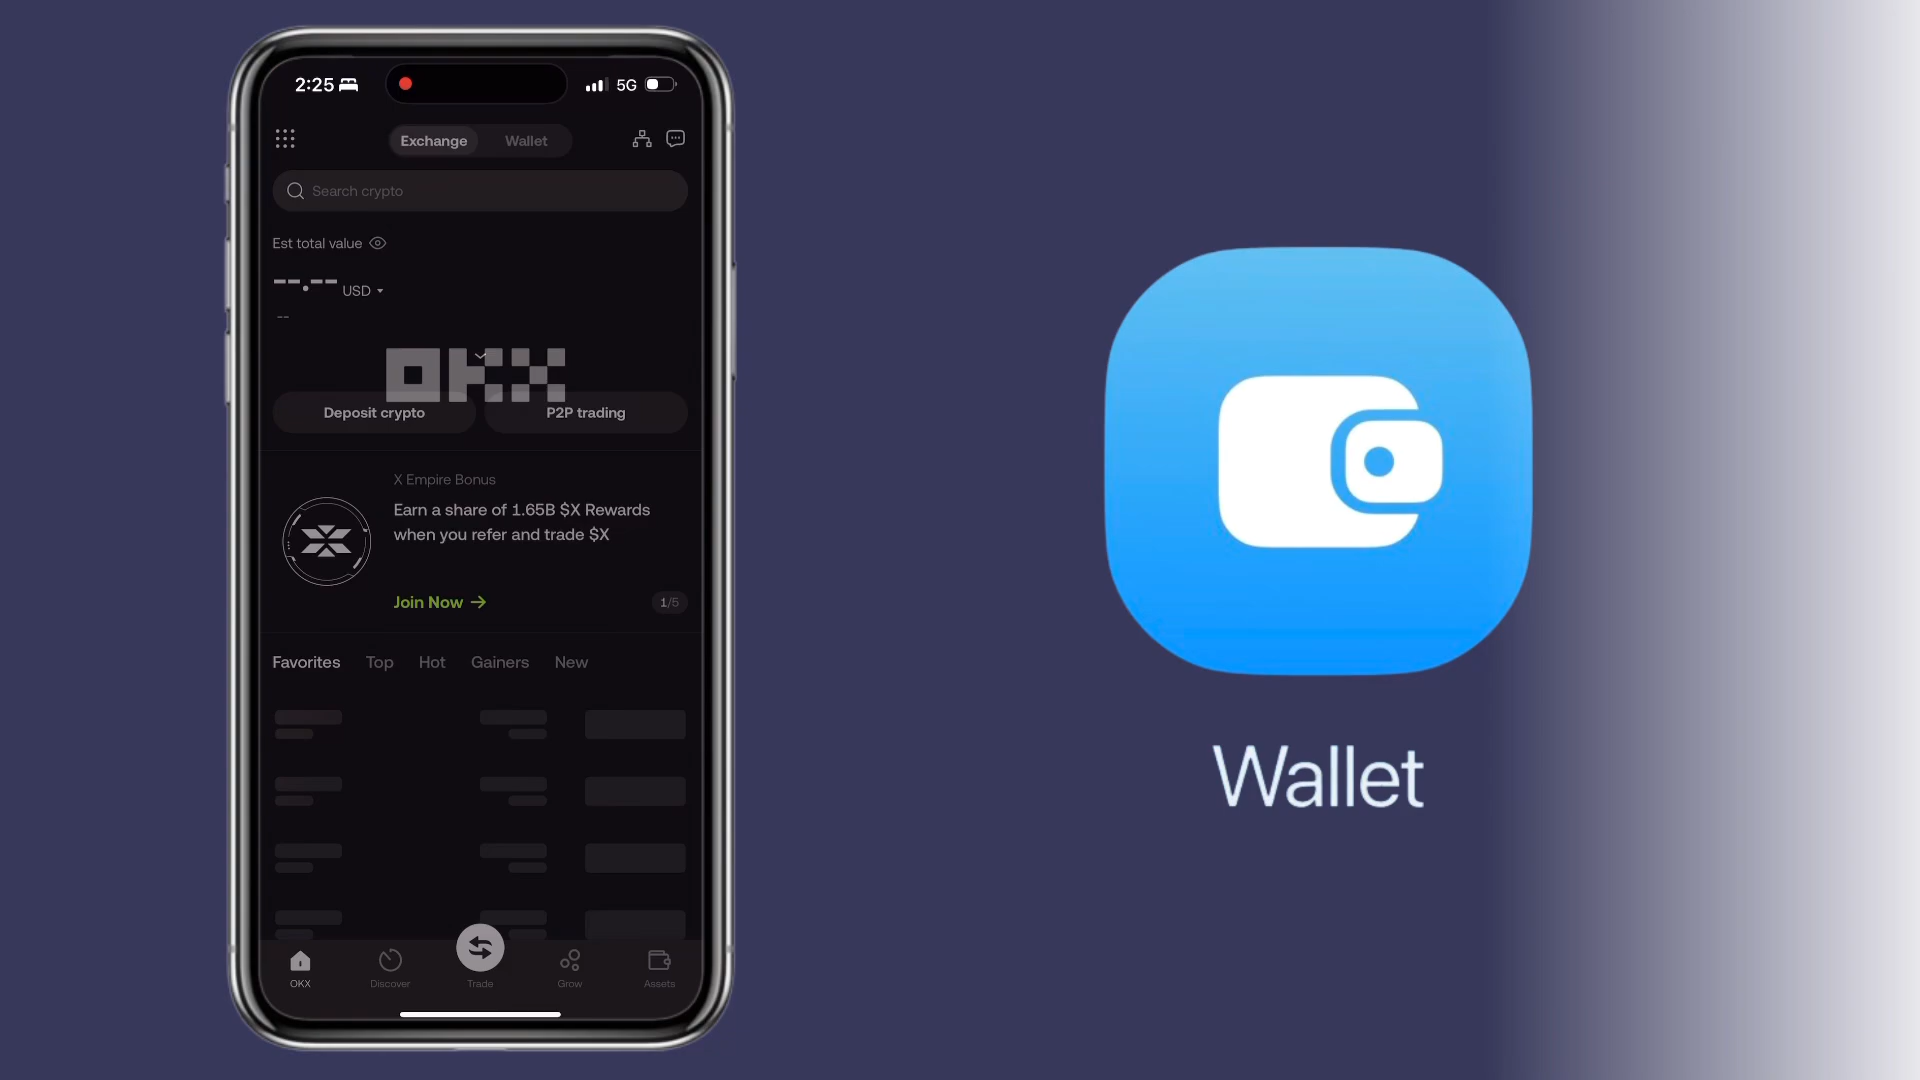 2:25
5G
Exchange Wallet
Search crypto
Est total value
--.-- USD
--
OKX
Deposit crypto P2P trading
X Empire Bonus
Earn a share of 1.65B $X Rewards
when you refer and trade $X
Join Now → 1/5
Favorites Top Hot Gainers New
OKX Discover Trade Grow Assets
Wallet